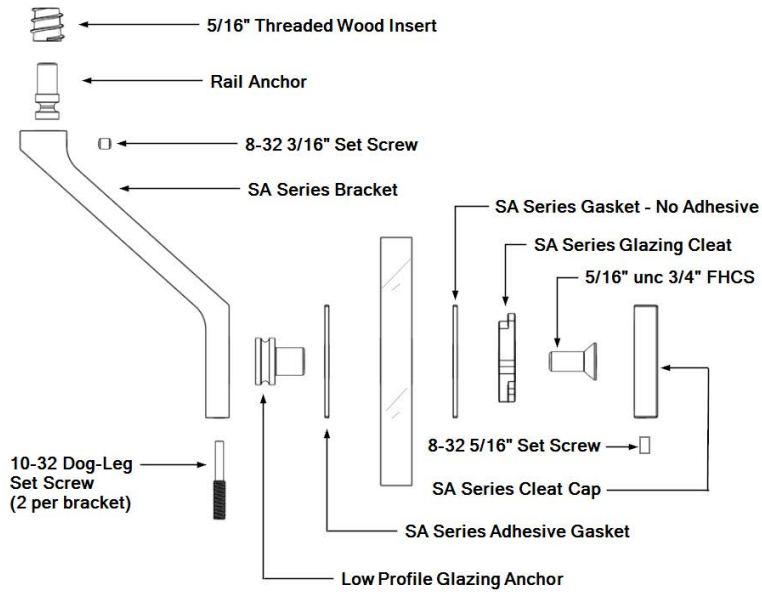 5/16" Threaded Wood Insert
Rail Anchor
8-32 3/16" Set Screw
SA Series Bracket
SA Series Gasket - No Adhesive
SA Series Glazing Cleat
5/16" unc 3/4" FHCS
8-32 5/16" Set Screw
10-32 Dog-Leg
Set Screw
(2 per bracket)
SA Series Cleat Cap
SA Series Adhesive Gasket
Low Profile Glazing Anchor